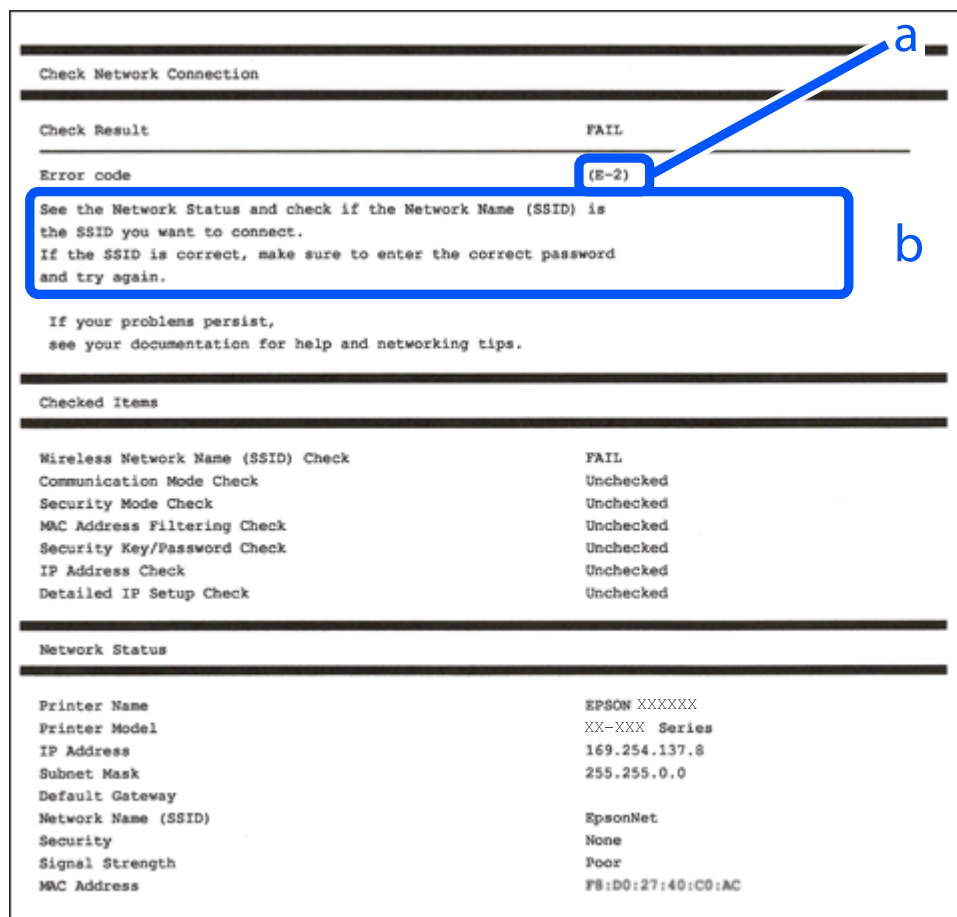 a
Check Network Connection
Check Result FAIL
Error code (E-2)
See the Network Status and check if the Network Name (SSID) is
the SSID you want to connect.
If the SSID is correct, make sure to enter the correct password
and try again.
b
If your problems persist,
see your documentation for help and networking tips.
Checked Items
Wireless Network Name (SSID) Check FAIL
Communication Mode Check Unchecked
Security Mode Check Unchecked
MAC Address Filtering Check Unchecked
Security Key/Password Check Unchecked
IP Address Check Unchecked
Detailed IP Setup Check Unchecked
Network Status
Printer Name EPSON XXXXXX
Printer Model XX-XXX Series
IP Address 169.254.137.8
Subnet Mask 255.255.0.0
Default Gateway
Network Name (SSID) EpsonNet
Security None
Signal Strength Poor
MAC Address F8:D0:27:40:C0:AC